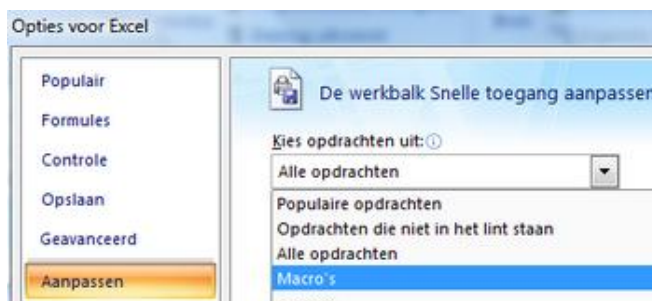 Opties voor Excel
Populair
Formules
Controle
Opslaan
Geavanceerd
Aanpassen
De werkbalk Snelle toegang aanpassen
Kies opdrachten uit:
Alle opdrachten
Populaire opdrachten
Opdrachten die niet in het lint staan
Alle opdrachten
Macro's